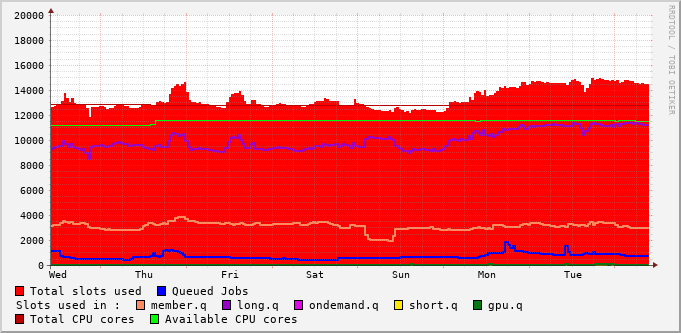 20000
18000
16000
14000
12000
10000
8000
6000
4000
2000
0
Wed Thu Fri Sat Sun Mon Tue
RRDTOOL / TOBI OETIKER
Total slots used Queued Jobs
Slots used in : member.q long.q ondemand.q short.q gpu.q
Total CPU cores Available CPU cores